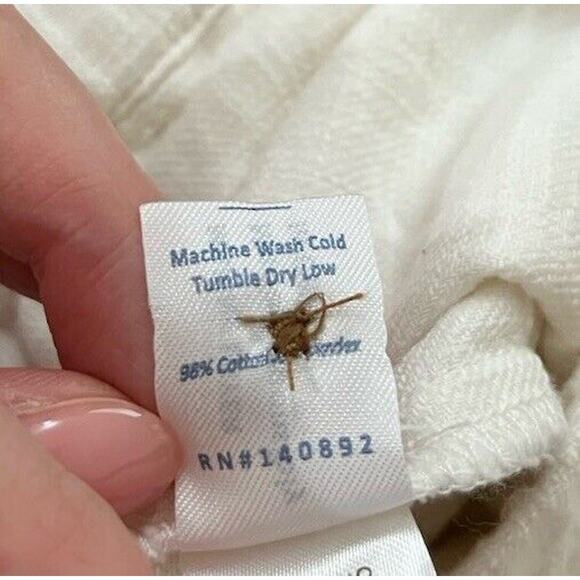 Machine Wash Cold
Tumble Dry Low
98% Cotton
RN#140892